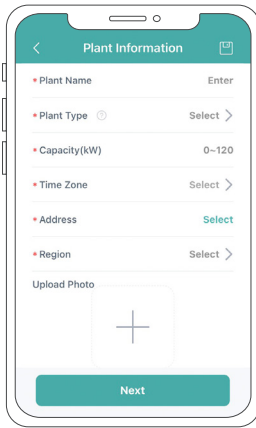 Plant Information
* Plant Name Enter
* Plant Type ? Select >
* Capacity(kW) 0~120
* Time Zone Select >
* Address Select
* Region Select >
Upload Photo
Next